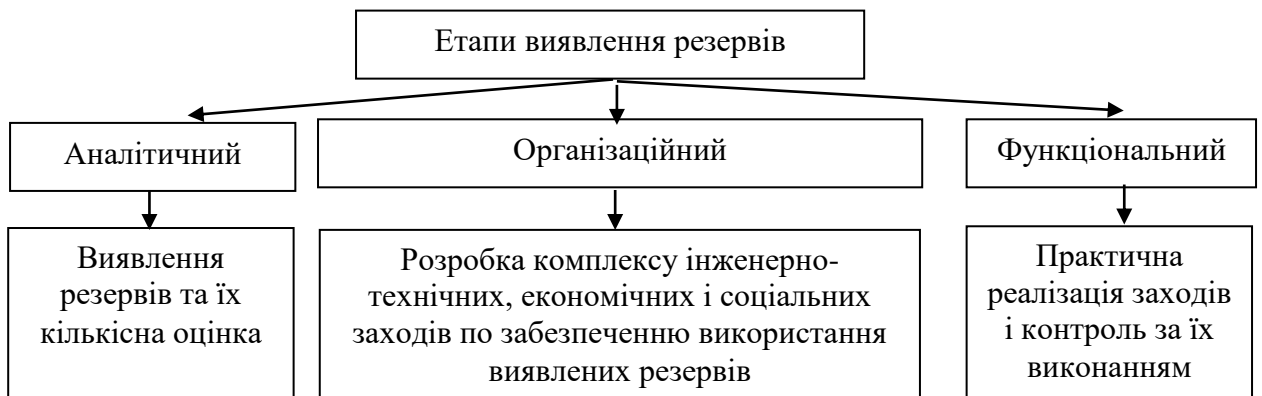 Етапи виявлення резервів
Аналітичний
Організаційний
Функціональний
Виявлення
резервів та їх
кількісна оцінка
Розробка комплексу інженерно-
технічних, економічних і соціальних
заходів по забезпеченню використання
виявлених резервів
Практична
реалізація заходів
і контроль за їх
виконанням